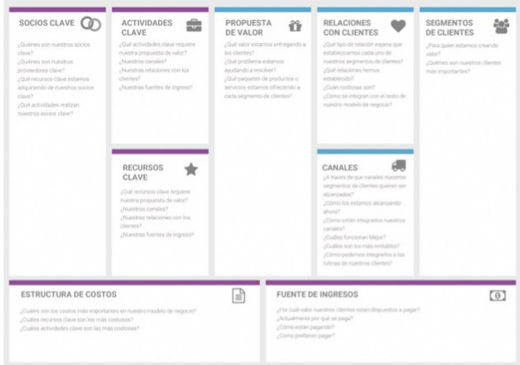 SOCIOS CLAVE
¿Quiénes son nuestros socios
clave?
¿Quiénes son nuestros
proveedores clave?
¿Qué recursos clave estamos
adquiriendo de nuestros socios
clave?
¿Qué actividades realizan
nuestros socios clave?
ACTIVIDADES
CLAVE
¿Qué actividades clave requiere
nuestra propuesta de valor?
¿Nuestros canales?
¿Nuestras relaciones con los
clientes?
¿Nuestras fuentes de ingreso?
RECURSOS
CLAVE
¿Qué recursos clave requiere
nuestra propuesta de valor?
¿Nuestros canales?
¿Nuestras relaciones con los
clientes?
¿Nuestras fuentes de ingreso?
PROPUESTA
DE VALOR
¿Qué valor estamos entregando a
los clientes?
¿Qué problema estamos
ayudando a resolver?
¿Qué paquetes de productos o
servicios estamos ofreciendo a
cada segmento de clientes?
RELACIONES
CON CLIENTES
¿Qué tipo de relación espera que
establezcamos cada uno de
nuestros segmentos de clientes?
¿Qué relaciones hemos
establecido?
¿Cuán costosas son?
¿Cómo se integran con el resto de
nuestro modelo de negocio?
CANALES
¿A través de que canales nuestros
segmentos de clientes quieren ser
alcanzados?
¿Cómo los estamos alcanzando
ahora?
¿Cómo están integrados nuestros
canales?
¿Cuáles funcionan Mejor?
¿Cuáles son los más rentables?
¿Cómo podemos integrarlos a las
rutinas de nuestros clientes?
SEGMENTOS
DE CLIENTES
¿Para quién estamos creando
valor?
¿Quiénes son nuestros clientes
más importantes?
ESTRUCTURA DE COSTOS
¿Cuáles son los costos más importantes en nuestro modelo de negocio?
¿Cuáles recursos clave son los más costosos?
¿Cuáles actividades clave son las más costosas?
FUENTE DE INGRESOS
¿Por cuál valor nuestros clientes están dispuestos a pagar?
¿Actualmente por qué se paga?
¿Cómo están pagando?
¿Cómo prefieren pagar?